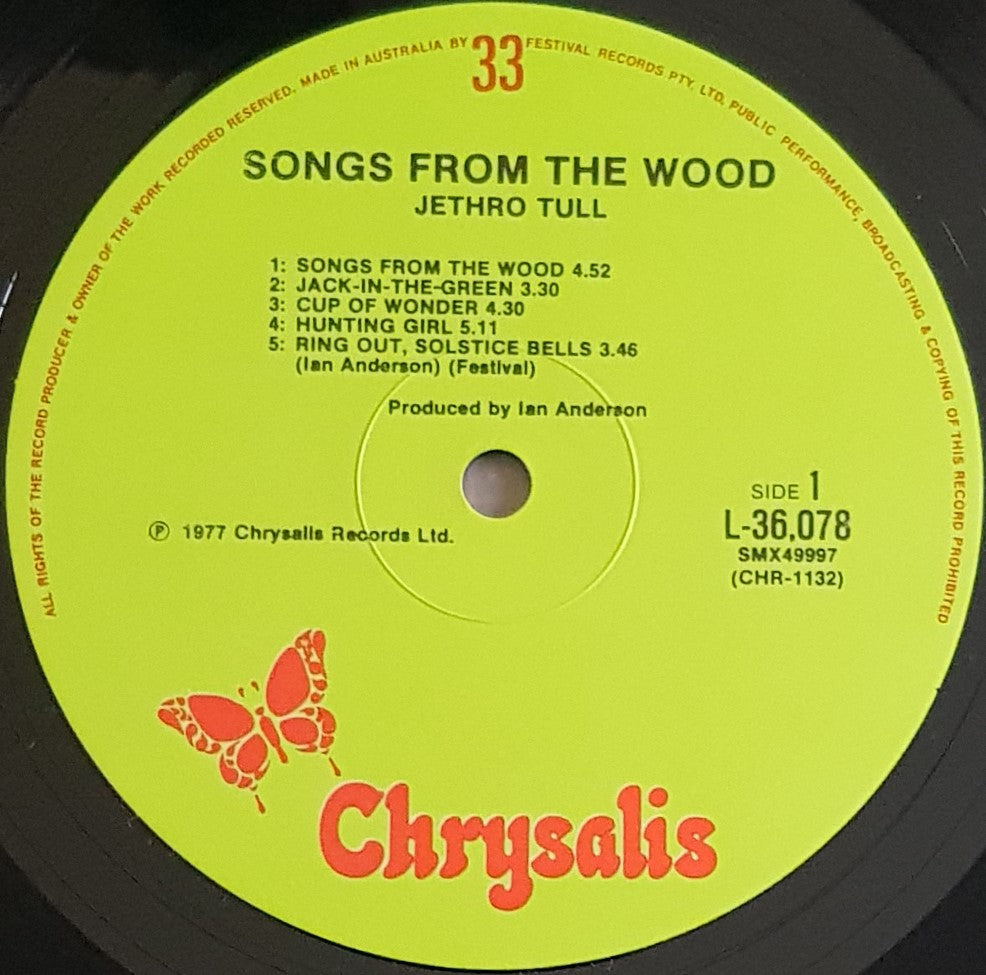 ALL RIGHTS OF THE RECORD PRODUCER & OWNER OF THE WORK RECORDED RESERVED. MADE IN AUSTRALIA BY FESTIVAL RECORDS PTY. LTD. PUBLIC PERFORMANCE, BROADCASTING & COPYING OF THIS RECORD PROHIBITED
33
SONGS FROM THE WOOD
JETHRO TULL
1: SONGS FROM THE WOOD 4.52
2: JACK-IN-THE-GREEN 3.30
3: CUP OF WONDER 4.30
4: HUNTING GIRL 5.11
5: RING OUT, SOLSTICE BELLS 3.46
(Ian Anderson) (Festival)
Produced by Ian Anderson
SIDE 1
L-36,078
SMX49997
(CHR-1132)
℗ 1977 Chrysalis Records Ltd.
Chrysalis